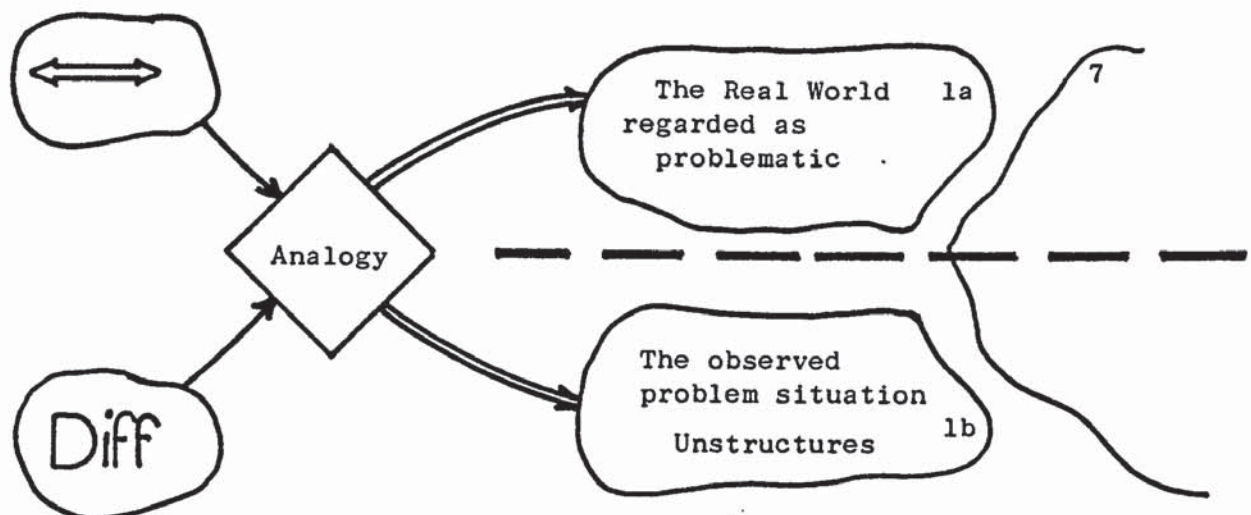 The Real World 1a
regarded as
problematic
7
Analogy
The observed
problem situation
Unstructures 1b
Diff